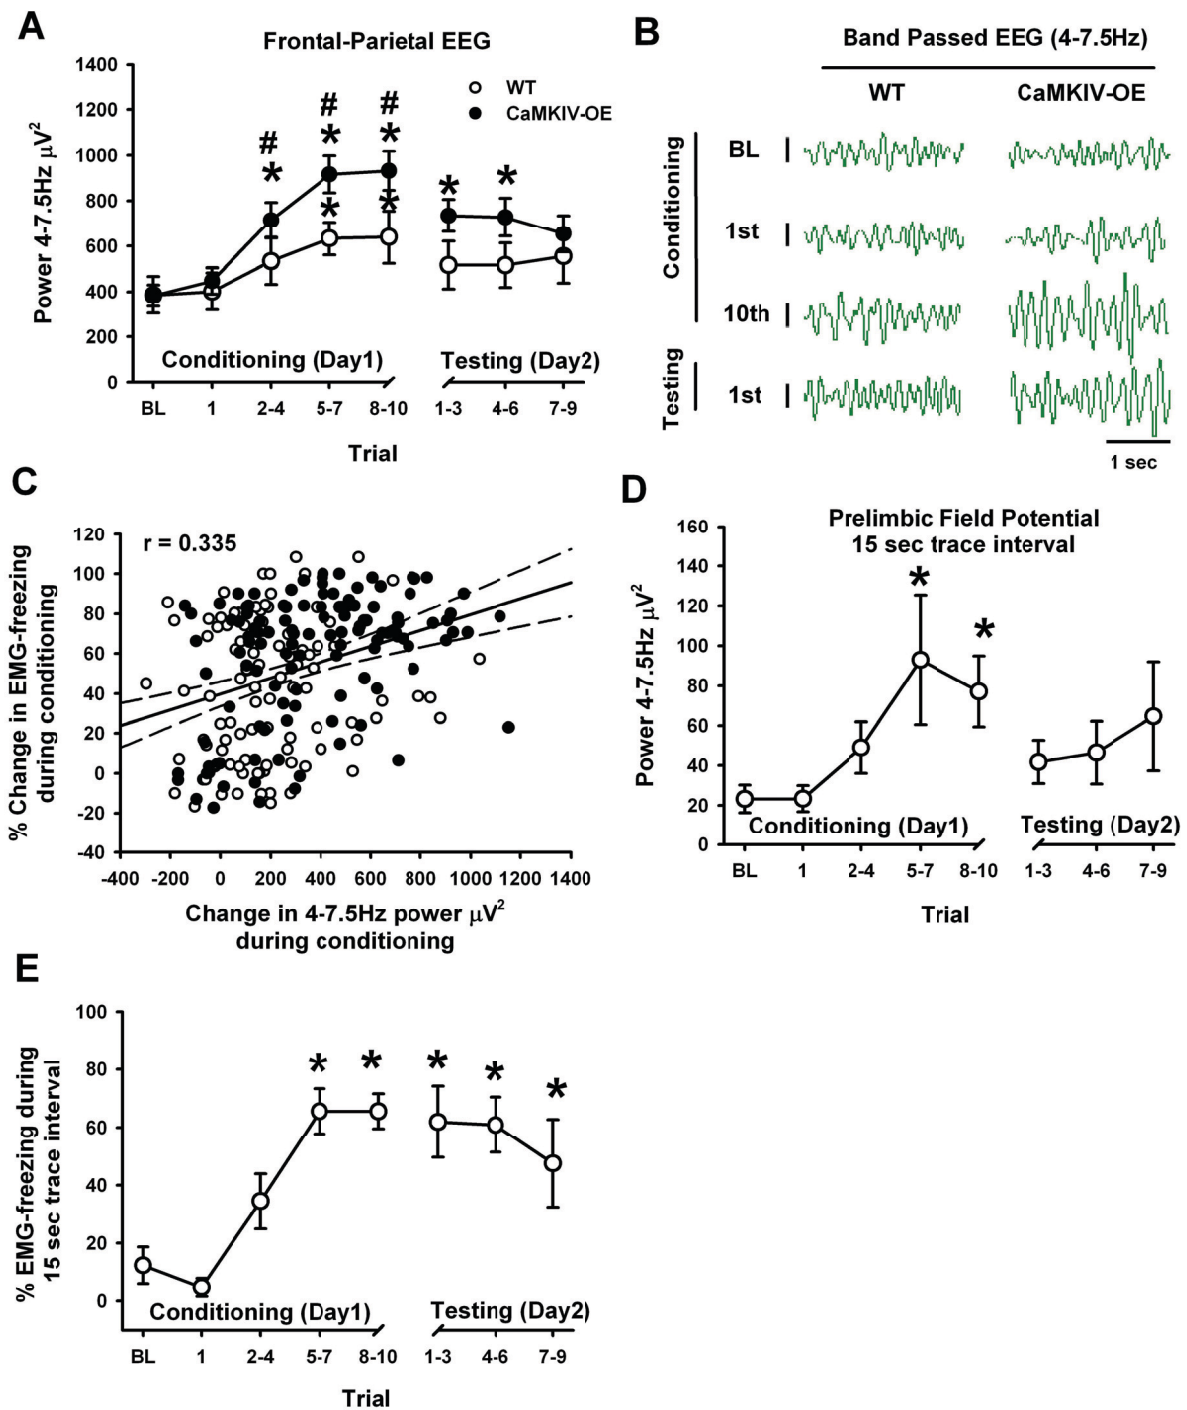 A
Frontal-Parietal EEG
WT
CaMKIV-OE
Power 4-7.5Hz μV²
1400
1200
1000
800
600
400
200
0
# # #
* * *
* *
* *
Conditioning (Day1)
Testing (Day2)
BL 1 2-4 5-7 8-10 1-3 4-6 7-9
Trial
B
Band Passed EEG (4-7.5Hz)
WT
CaMKIV-OE
Conditioning
BL
1st
10th
Testing
1st
1 sec
C
r = 0.335
% Change in EMG-freezing
during conditioning
120
100
80
60
40
20
0
-20
-40
-400 -200 0 200 400 600 800 1000 1200 1400
Change in 4-7.5Hz power μV²
during conditioning
D
Prelimbic Field Potential
15 sec trace interval
Power 4-7.5Hz μV²
160
140
120
100
80
60
40
20
0
* *
Conditioning (Day1)
Testing (Day2)
BL 1 2-4 5-7 8-10 1-3 4-6 7-9
Trial
E
% EMG-freezing during
15 sec trace interval
100
80
60
40
20
0
* * * * *
Conditioning (Day1)
Testing (Day2)
BL 1 2-4 5-7 8-10 1-3 4-6 7-9
Trial